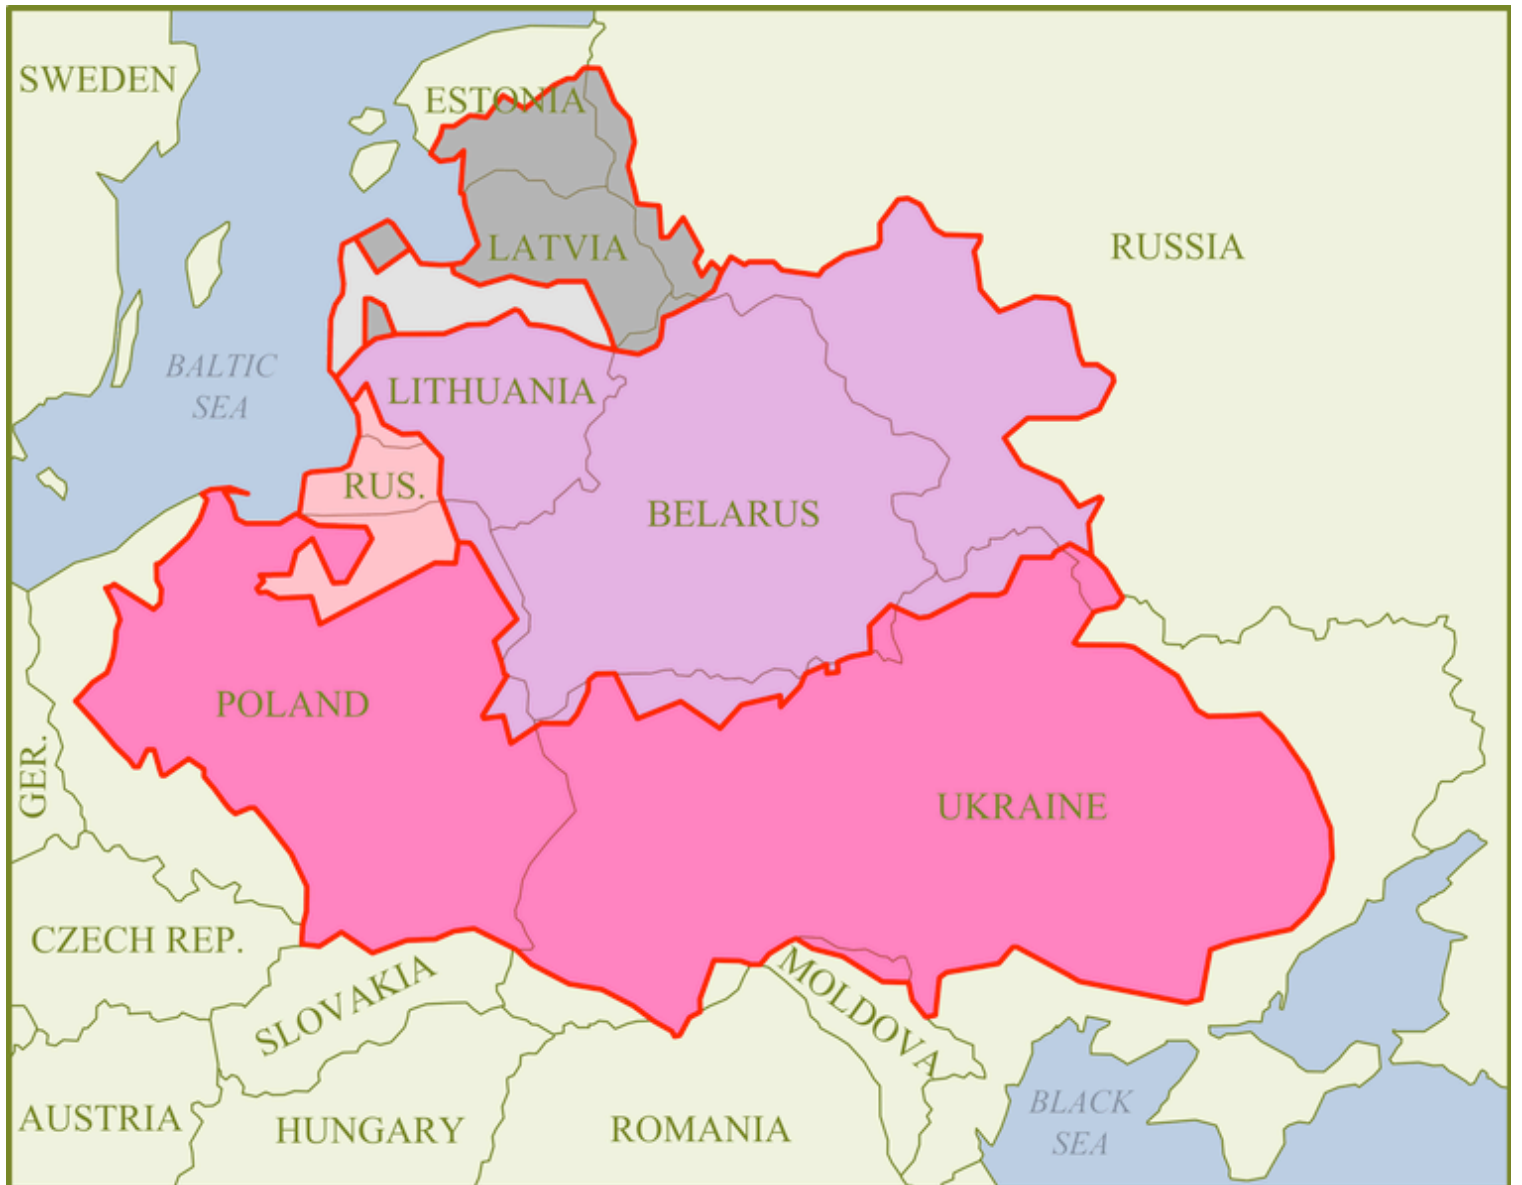 SWEDEN
ESTONIA
LATVIA
RUSSIA
BALTIC
SEA
LITHUANIA
RUS.
BELARUS
POLAND
GER.
UKRAINE
CZECH REP.
SLOVAKIA
MOLDOVA
AUSTRIA
HUNGARY
ROMANIA
BLACK
SEA